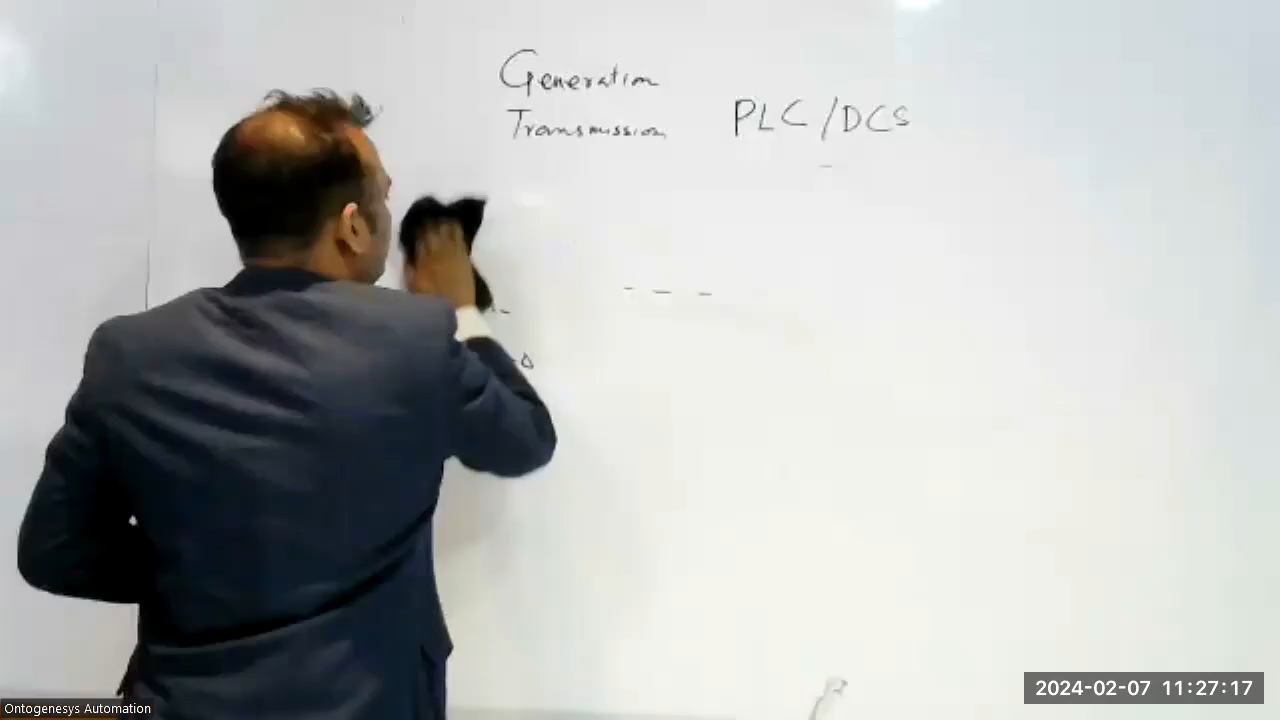 Generation
Transmission
PLC/DCS
2024-02-07 11:27:17
Ontogenesys Automation